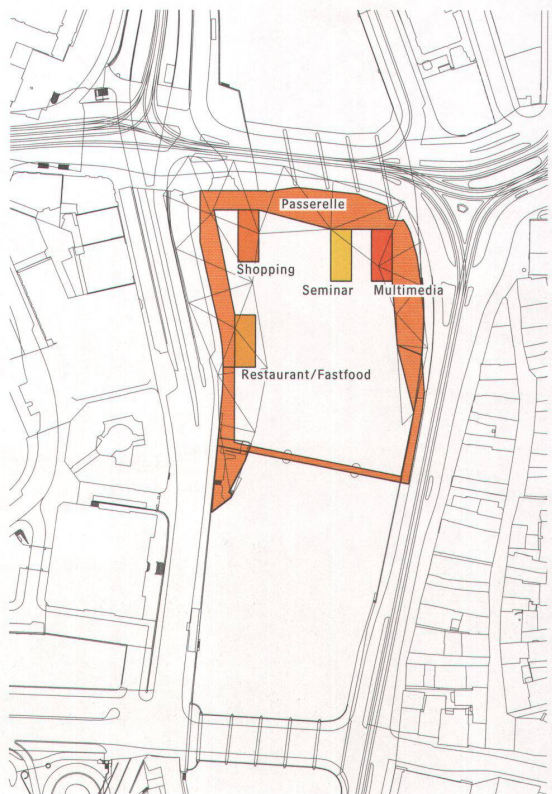 Passerelle
Shopping
Seminar
Multimedia
Restaurant/Fastfood